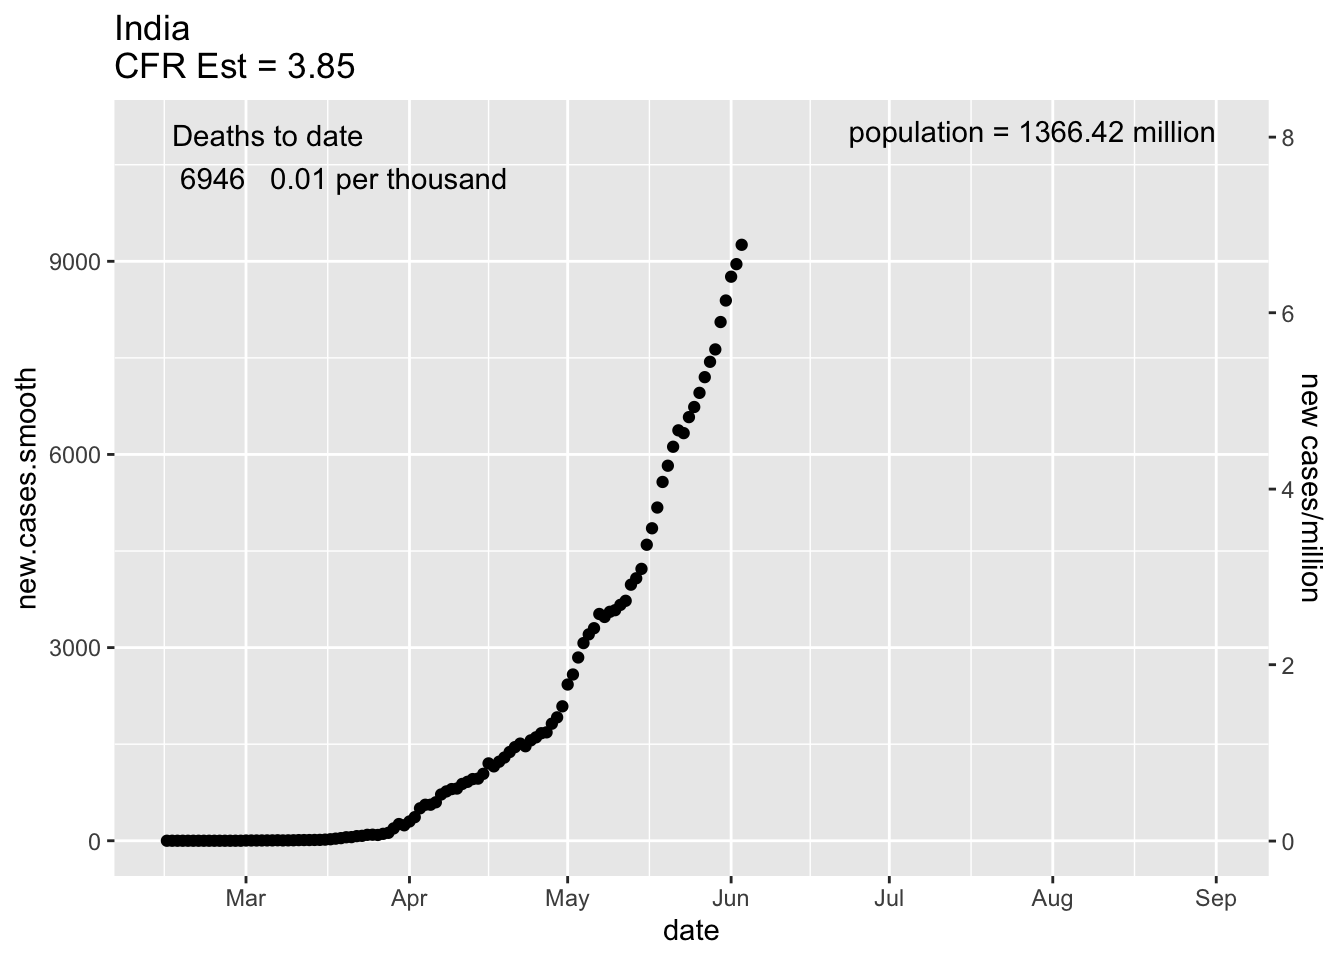 India
CFR Est = 3.85
Deaths to date
6946   0.01 per thousand
population = 1366.42 million
new.cases.smooth
9000
6000
3000
0
8
6
4
2
0
new cases/million
Mar Apr May Jun Jul Aug Sep
date